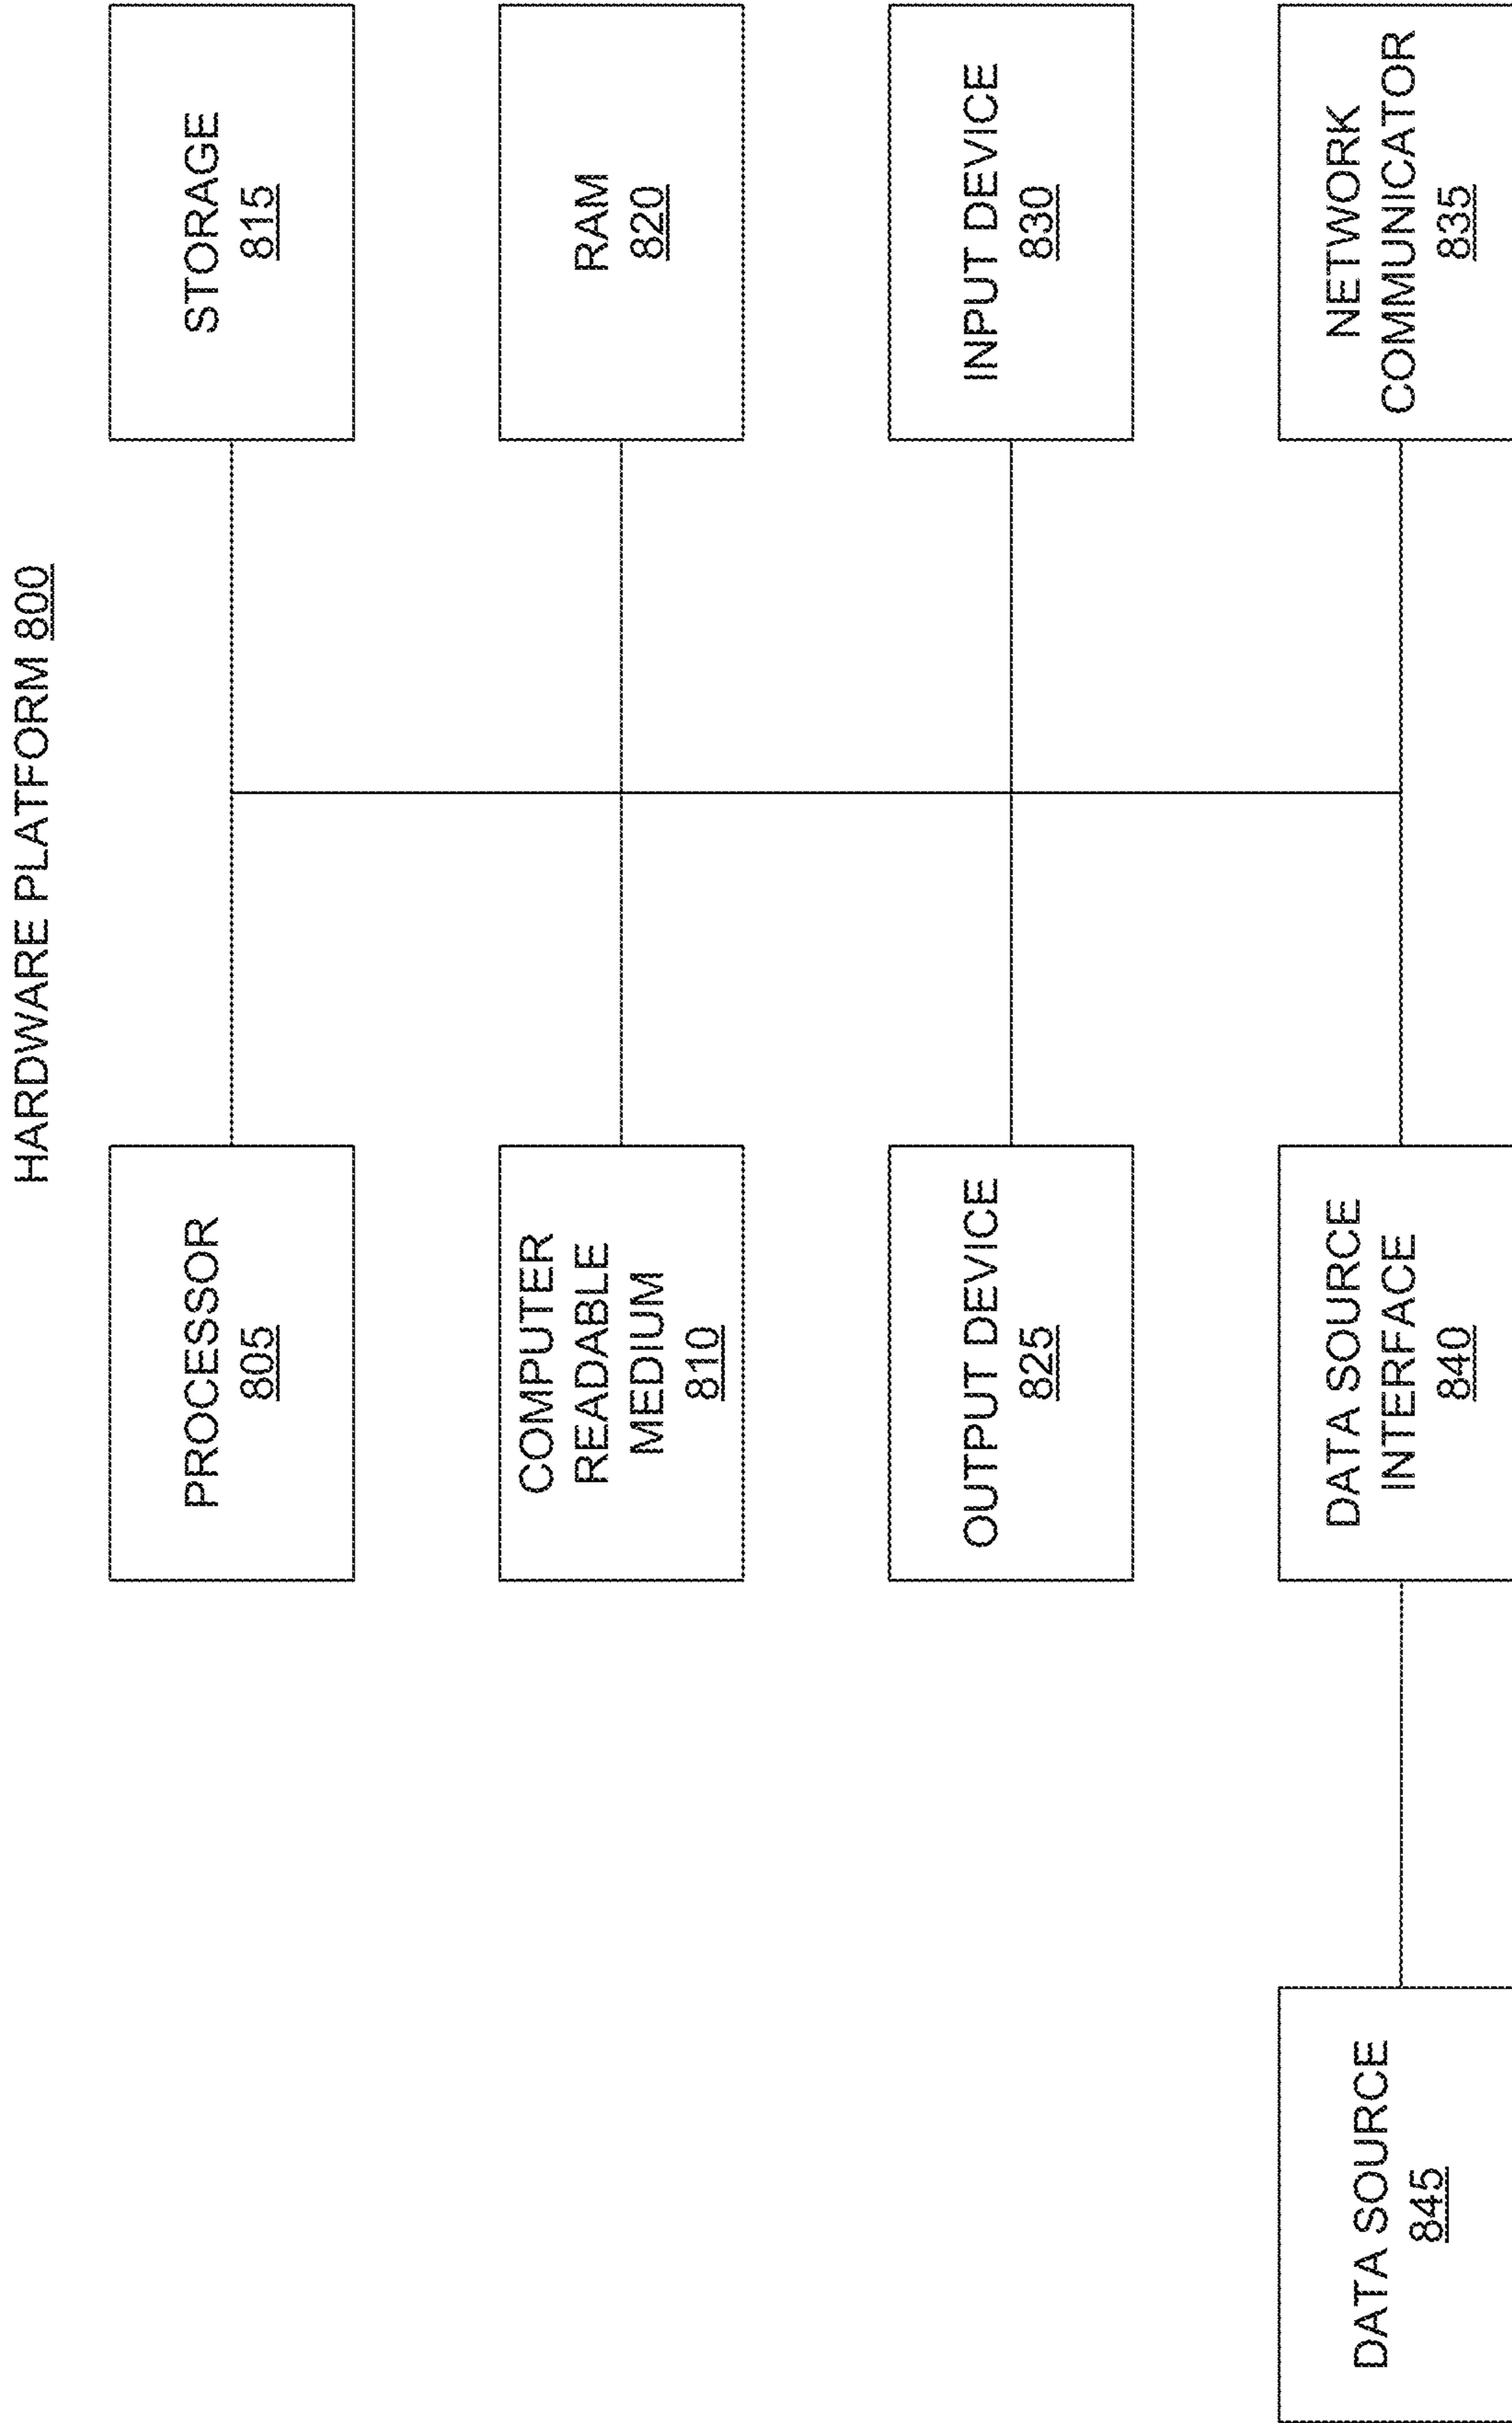 HARDWARE PLATFORM 800
PROCESSOR
805
STORAGE
815
COMPUTER
READABLE
MEDIUM
810
RAM
820
OUTPUT DEVICE
825
INPUT DEVICE
830
DATA SOURCE
845
DATA SOURCE
INTERFACE
840
NETWORK
COMMUNICATOR
835